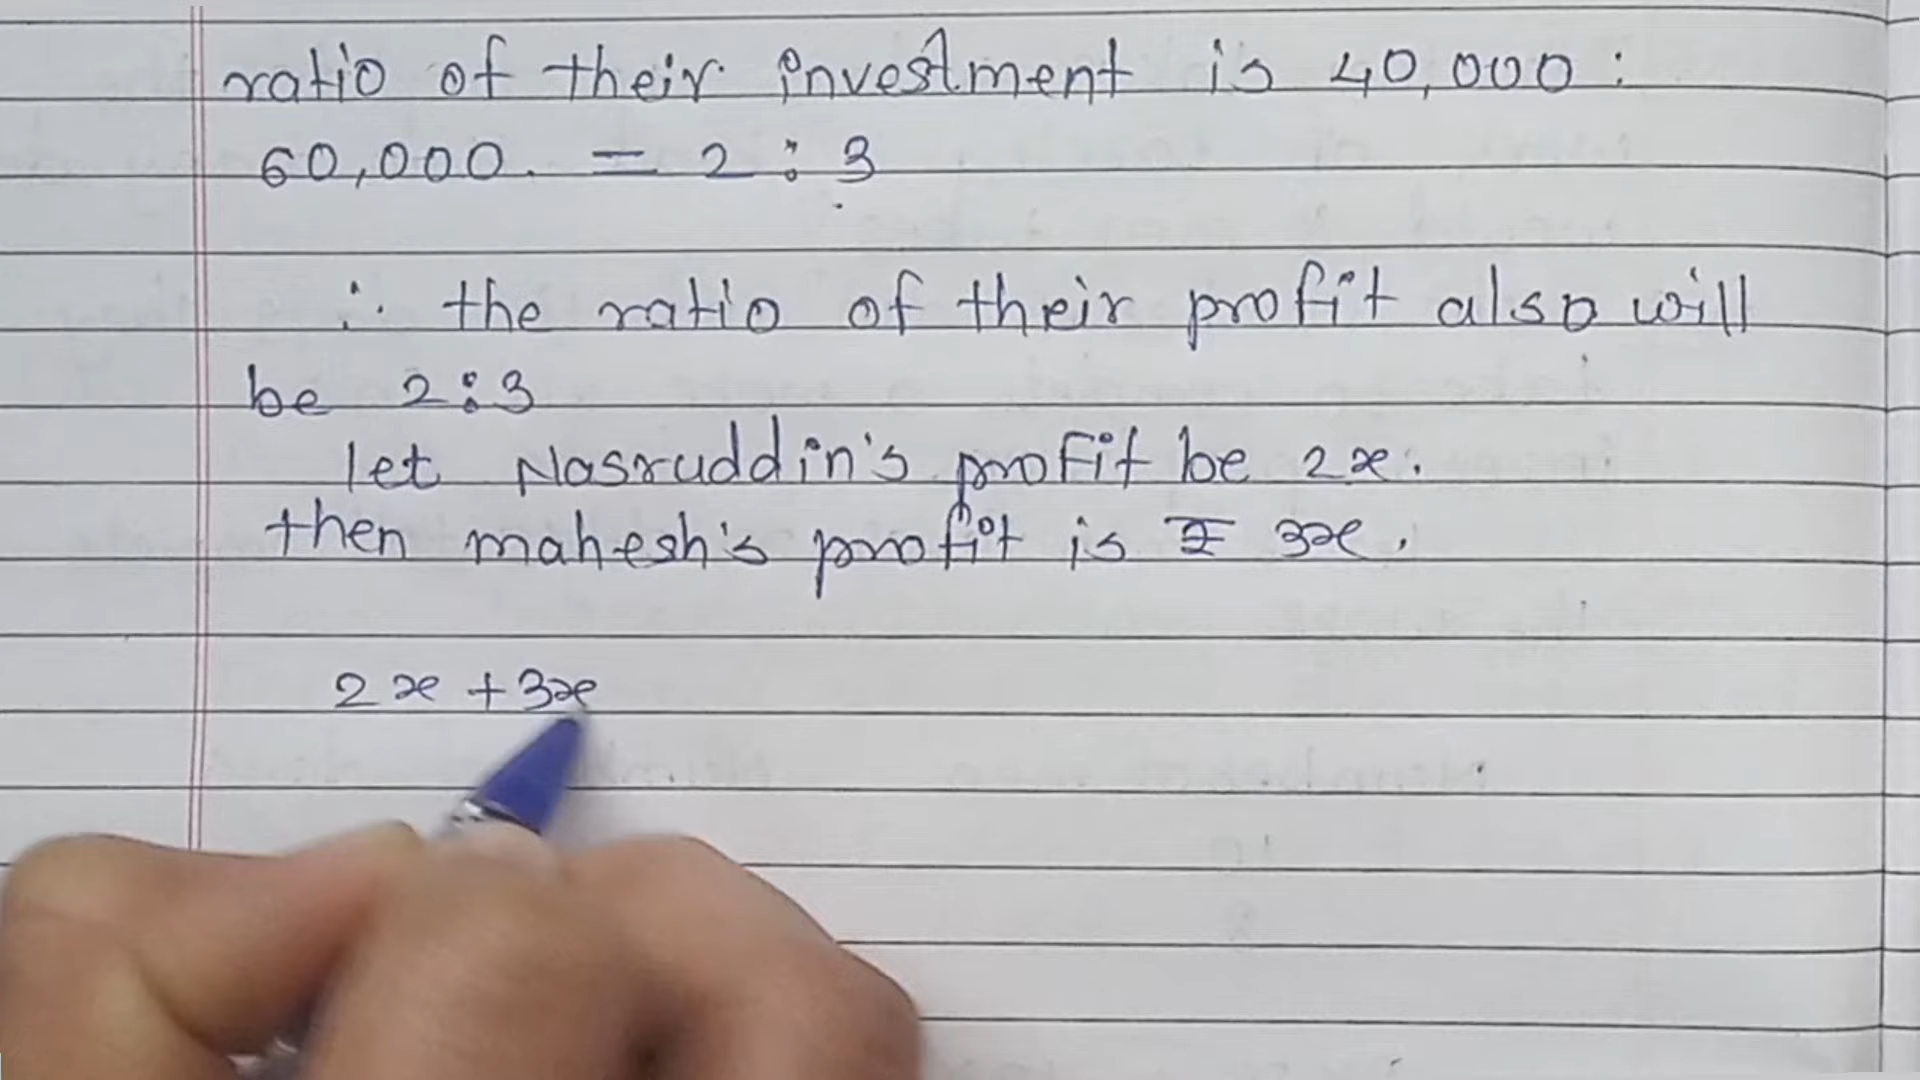 ratio of their investment is 40,000 :
60,000. = 2 : 3
∴ the ratio of their profit also will
be 2:3
let Nasruddin's profit be 2x.
then mahesh's profit is ₹ 3x.
2x + 3x